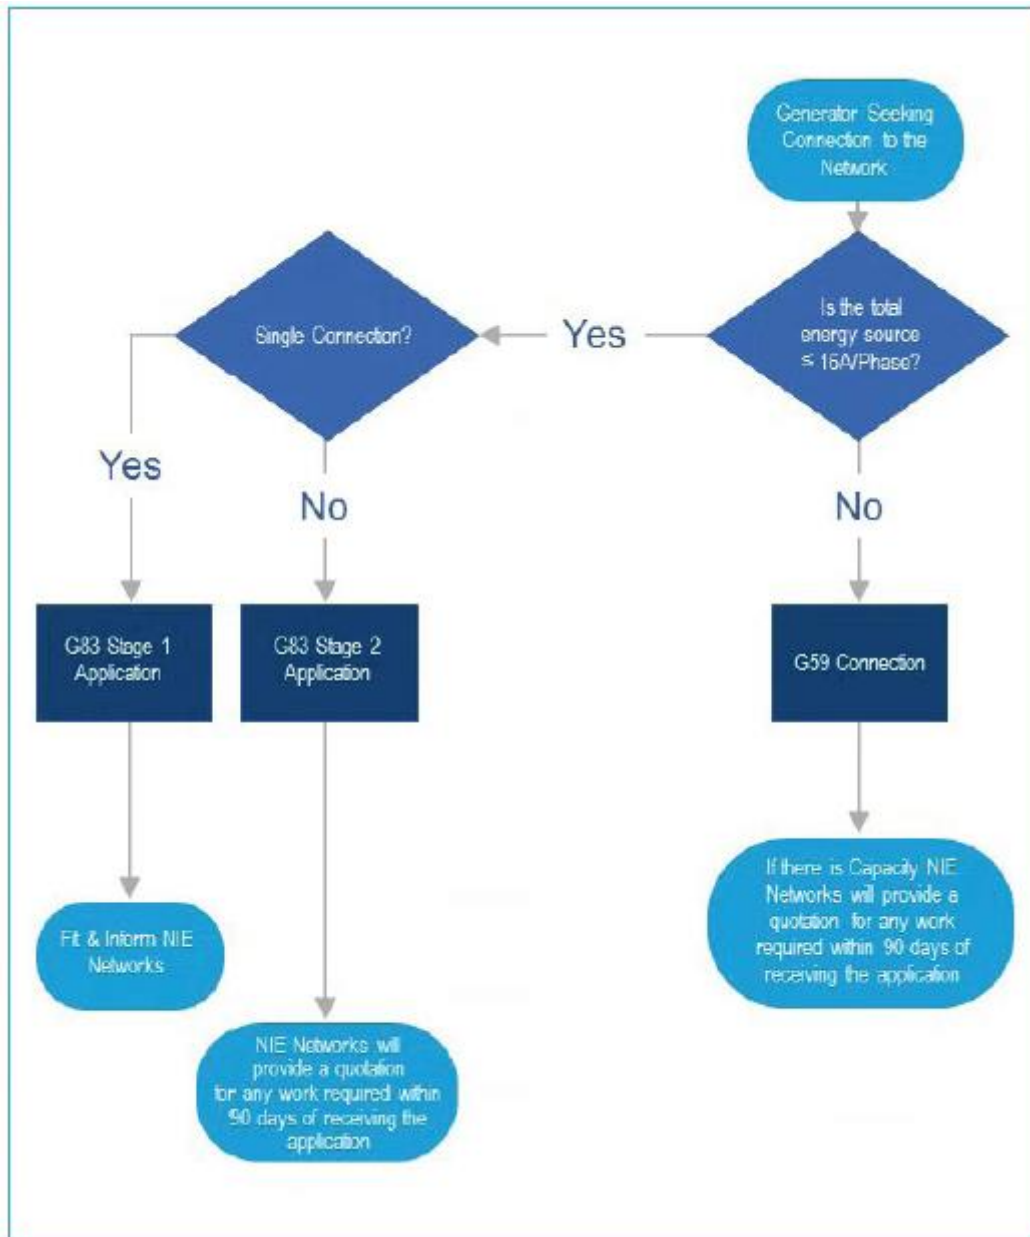 Generator Seeking
Connection to the
Network
Is the total
energy source
≤ 16A/Phase?
Yes
Single Connection?
Yes
No
No
G83 Stage 1
Application
G83 Stage 2
Application
G59 Connection
If there is Capacity NIE
Networks will provide a
quotation for any work
required within 90 days of
receiving the application
Fit & Inform NIE
Networks
NIE Networks will
provide a quotation
for any work required within
90 days of receiving the
application